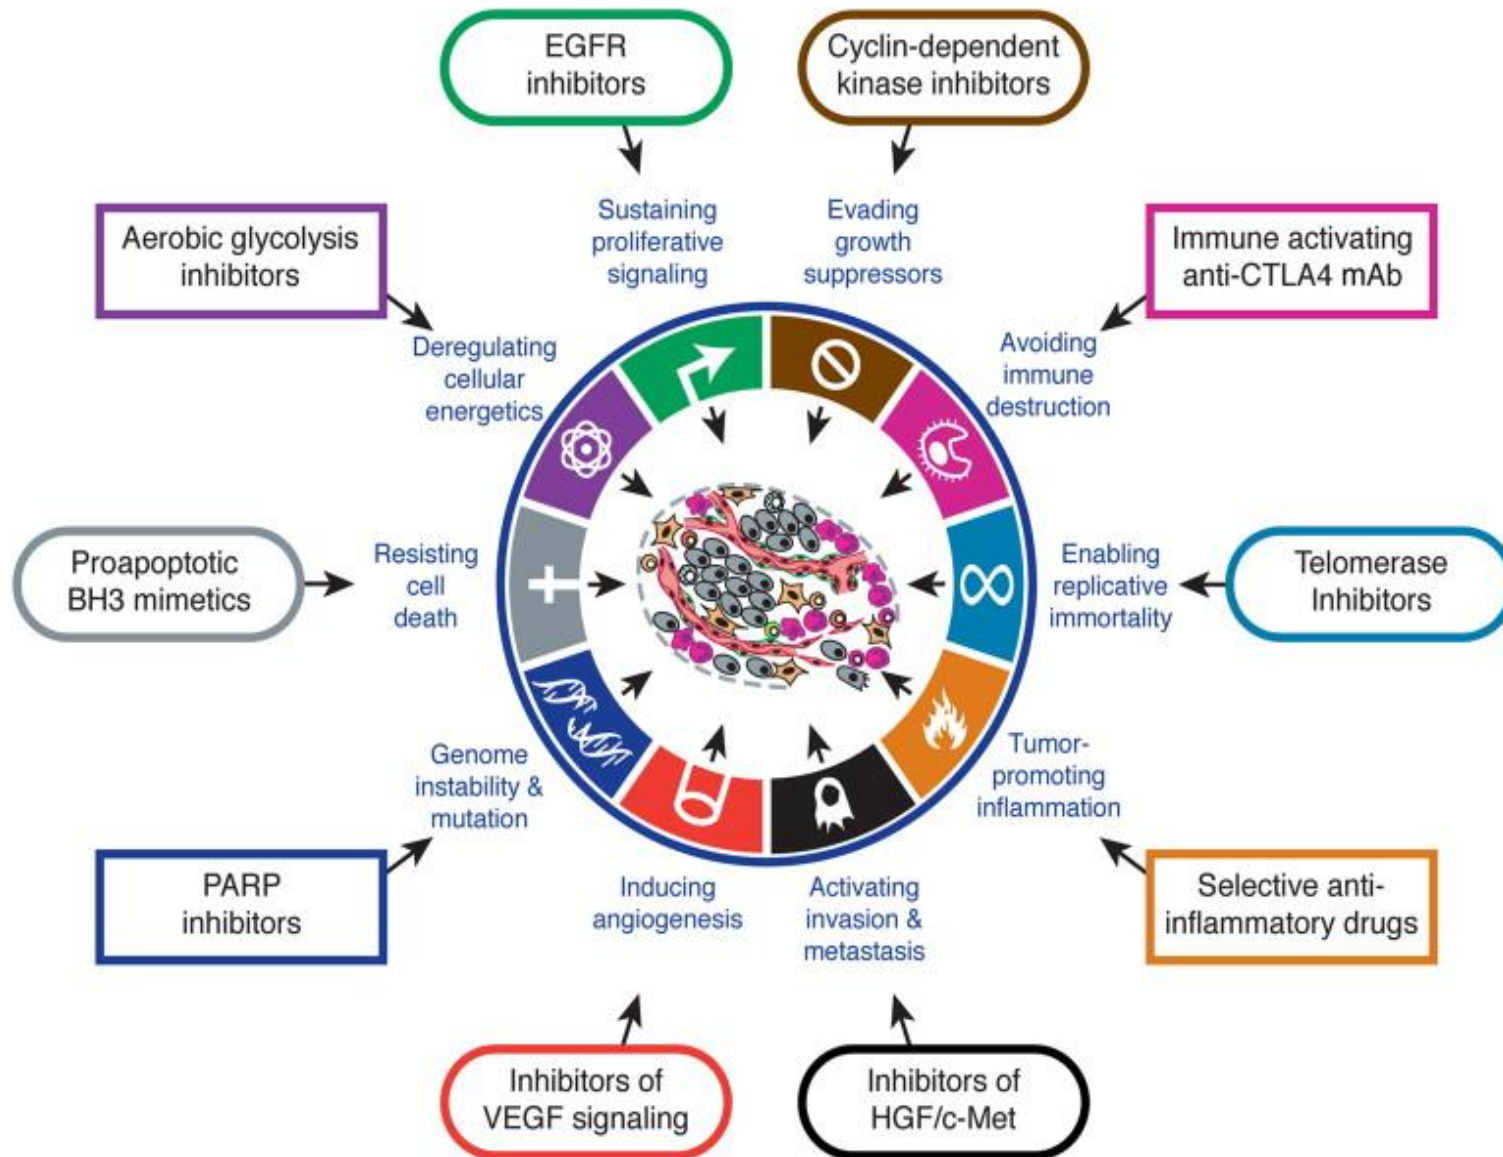 EGFR
inhibitors
Cyclin-dependent
kinase inhibitors
Sustaining
proliferative
signaling
Evading
growth
suppressors
Aerobic glycolysis
inhibitors
Immune activating
anti-CTLA4 mAb
Deregulating
cellular
energetics
Avoiding
immune
destruction
Proapoptotic
BH3 mimetics
Resisting
cell
death
Enabling
replicative
immortality
Telomerase
Inhibitors
Genome
instability &
mutation
Tumor-
promoting
inflammation
PARP
inhibitors
Inducing
angiogenesis
Activating
invasion &
metastasis
Selective anti-
inflammatory drugs
Inhibitors of
VEGF signaling
Inhibitors of
HGF/c-Met